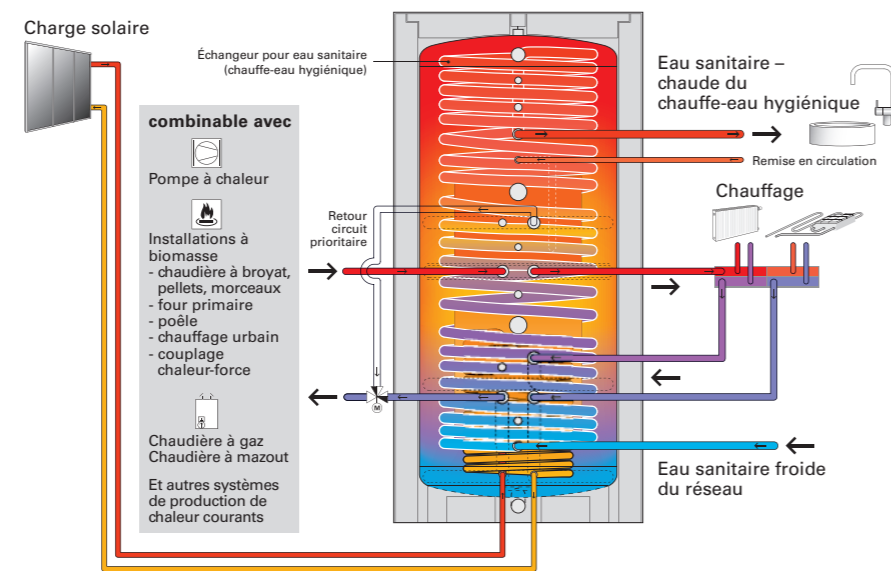 Charge solaire
Échangeur pour eau sanitaire
(chauffe-eau hygiénique)
Eau sanitaire –
chaude du
chauffe-eau hygiénique
Remise en circulation
combinable avec
Pompe à chaleur
Installations à
biomasse
- chaudière à broyat,
pellets, morceaux
- four primaire
- poêle
- chauffage urbain
- couplage
chaleur-force
Chaudière à gaz
Chaudière à mazout
Et autres systèmes
de production de
chaleur courants
Retour
circuit
prioritaire
Chauffage
M
Eau sanitaire froide
du réseau